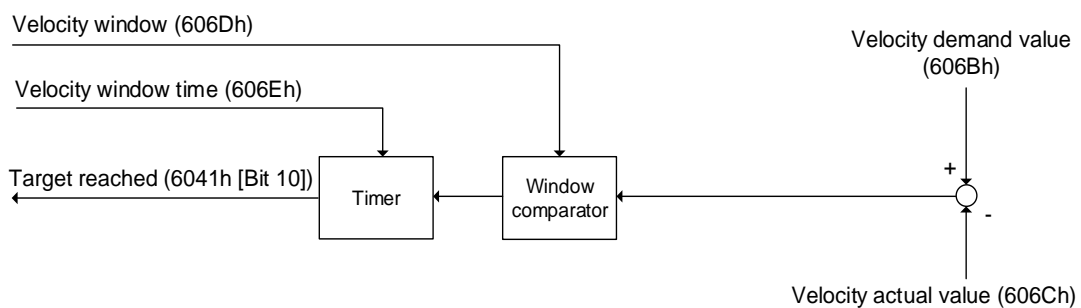 Velocity window (606Dh)
Velocity demand value
(606Bh)
Velocity window time (606Eh)
Target reached (6041h [Bit 10])
Timer
Window
comparator
+
-
Velocity actual value (606Ch)